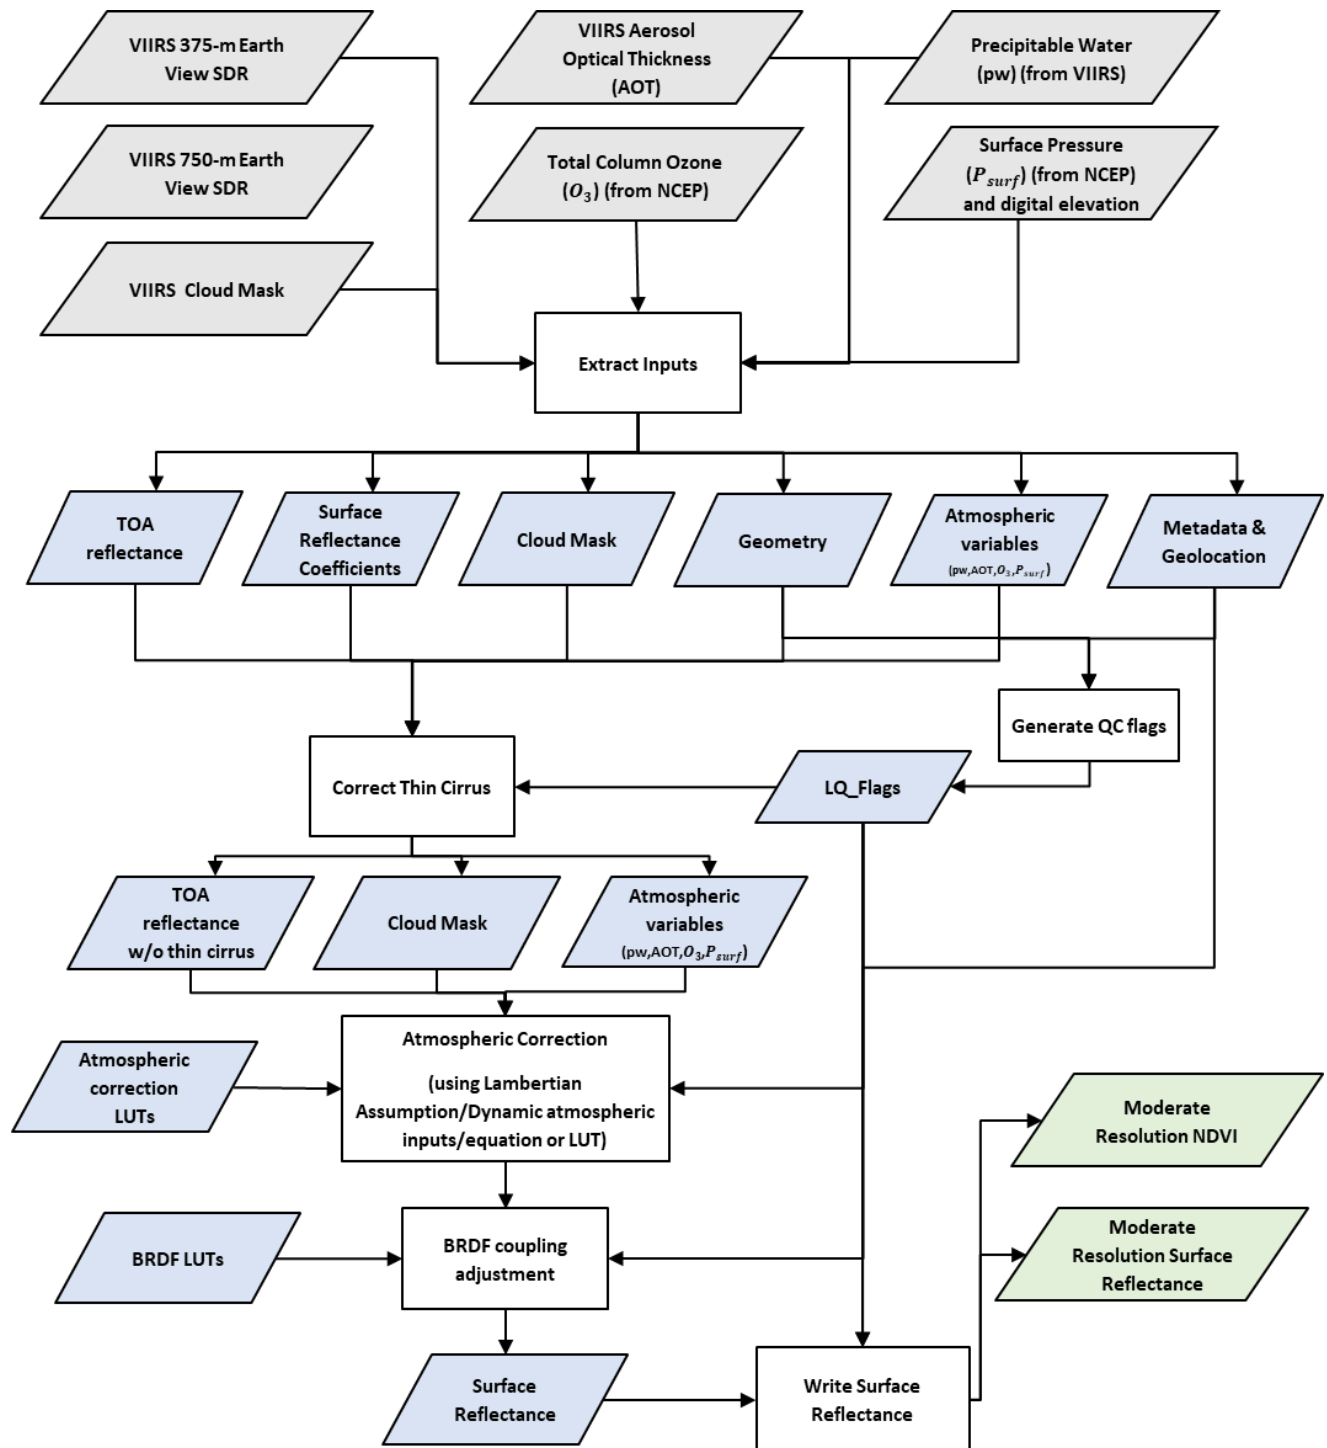 VIIRS 375-m Earth
View SDR
VIIRS Aerosol
Optical Thickness
(AOT)
Precipitable Water
(pw) (from VIIRS)
VIIRS 750-m Earth
View SDR
Total Column Ozone
(O₃) (from NCEP)
Surface Pressure
(P_surf) (from NCEP)
and digital elevation
VIIRS Cloud Mask
Extract Inputs
TOA
reflectance
Surface
Reflectance
Coefficients
Cloud Mask
Geometry
Atmospheric
variables
(pw,AOT,O₃,P_surf)
Metadata &
Geolocation
Generate QC flags
Correct Thin Cirrus
LQ_Flags
TOA
reflectance
w/o thin cirrus
Cloud Mask
Atmospheric
variables
(pw,AOT,O₃,P_surf)
Atmospheric
correction
LUTs
Atmospheric Correction
(using Lambertian
Assumption/Dynamic atmospheric
inputs/equation or LUT)
Moderate
Resolution NDVI
BRDF LUTs
BRDF coupling
adjustment
Moderate
Resolution Surface
Reflectance
Surface
Reflectance
Write Surface
Reflectance